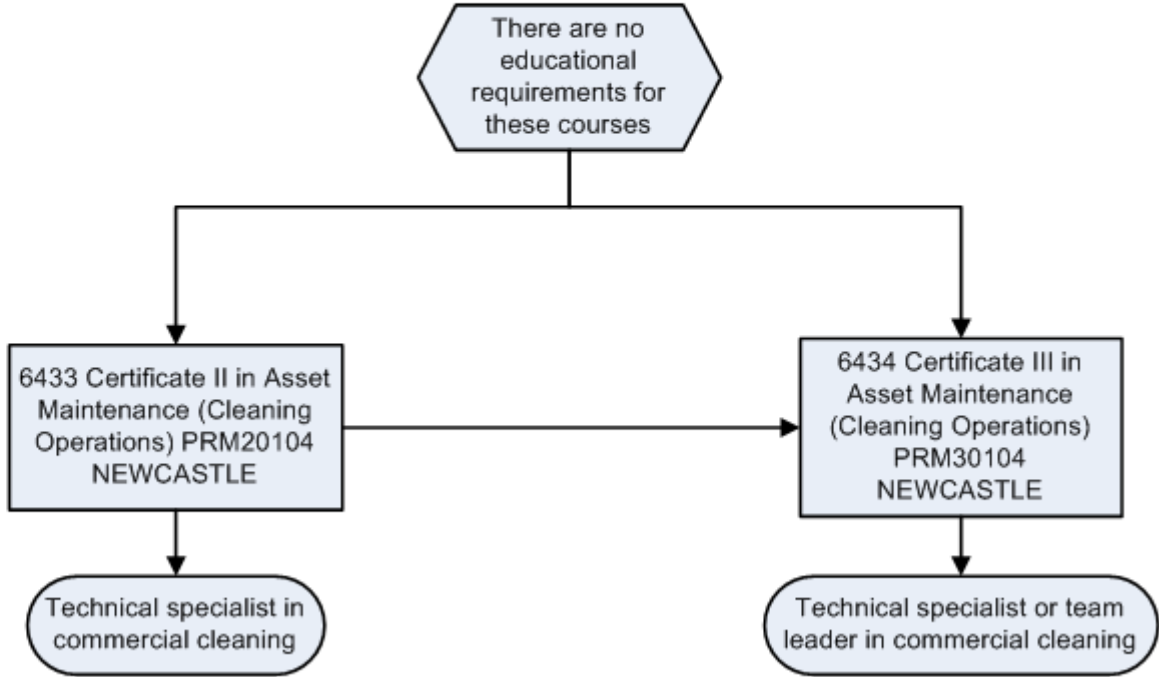 There are no
educational
requirements for
these courses
6433 Certificate II in Asset
Maintenance (Cleaning
Operations) PRM20104
NEWCASTLE
6434 Certificate III in
Asset Maintenance
(Cleaning Operations)
PRM30104
NEWCASTLE
Technical specialist in
commercial cleaning
Technical specialist or team
leader in commercial cleaning